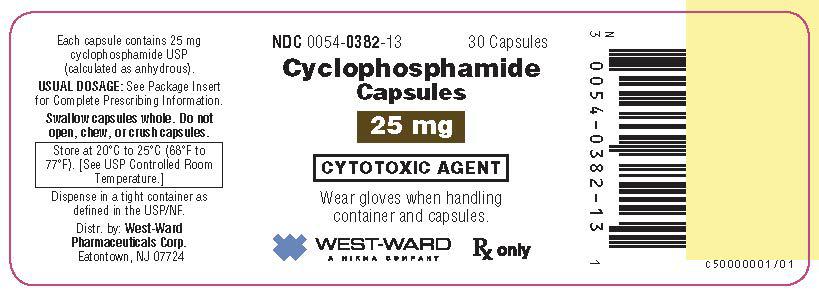 Each capsule contains 25 mg
cyclophosphamide USP
(calculated as anhydrous).
USUAL DOSAGE: See Package Insert
for Complete Prescribing Information.
Swallow capsules whole. Do not
open, chew, or crush capsules.
Store at 20°C to 25°C (68°F to
77°F). [See USP Controlled Room
Temperature.]
Dispense in a tight container as
defined in the USP/NF.
Distr. by: West-Ward
Pharmaceuticals Corp.
Eatontown, NJ 07724
NDC 0054-0382-13 30 Capsules
Cyclophosphamide
Capsules
25 mg
CYTOTOXIC AGENT
Wear gloves when handling
container and capsules.
WEST-WARD
A HIKMA COMPANY
Rx only
N
3 0054-0382-13 1
c50000001/01